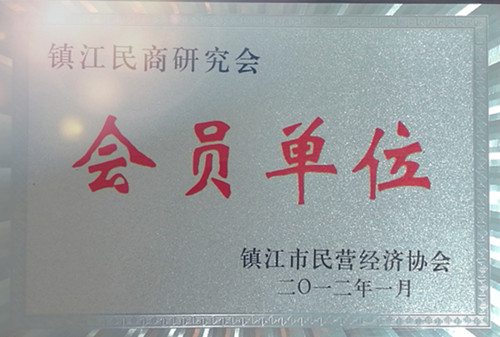 镇江民商研究会
会员单位
镇江市民营经济协会
二〇一二年一月